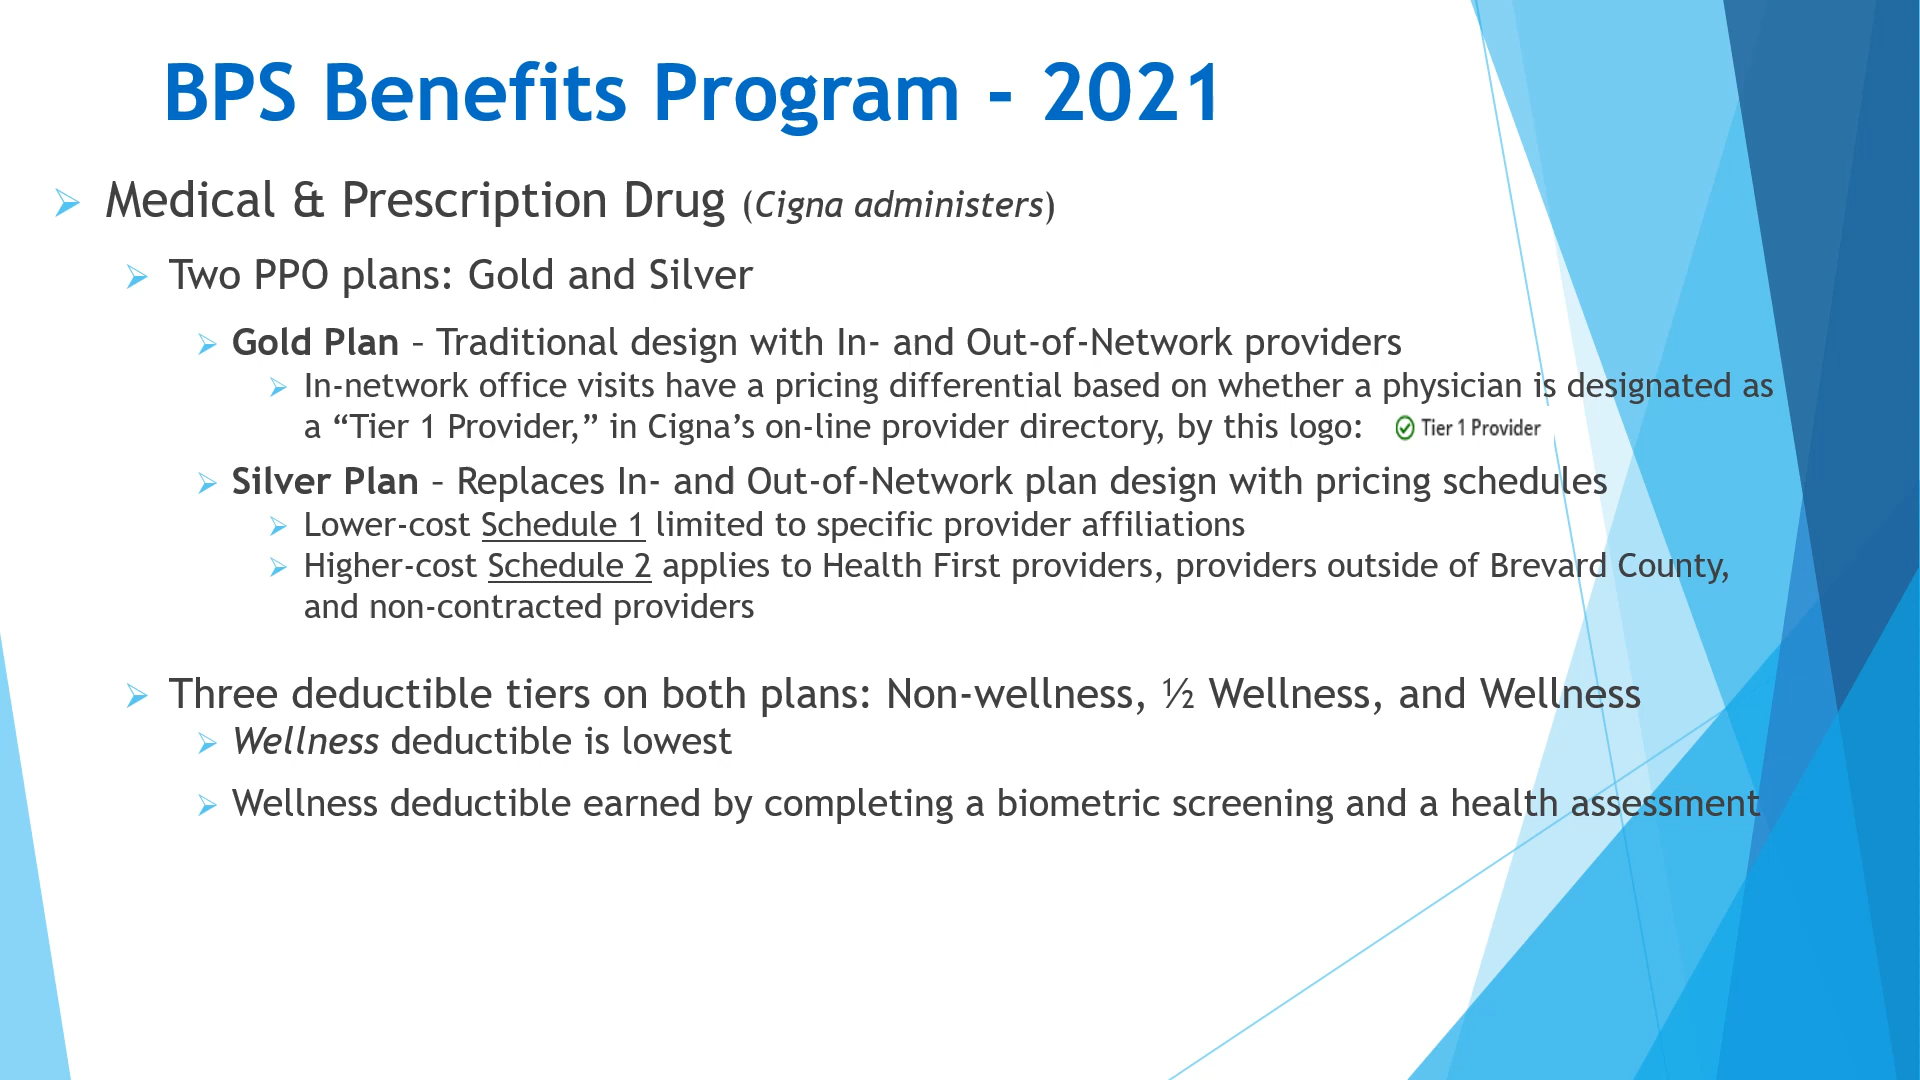 BPS Benefits Program - 2021
Medical & Prescription Drug (Cigna administers)
Two PPO plans: Gold and Silver
Gold Plan – Traditional design with In- and Out-of-Network providers
In-network office visits have a pricing differential based on whether a physician is designated as
a “Tier 1 Provider,” in Cigna’s on-line provider directory, by this logo: Tier 1 Provider
Silver Plan – Replaces In- and Out-of-Network plan design with pricing schedules
Lower-cost Schedule 1 limited to specific provider affiliations
Higher-cost Schedule 2 applies to Health First providers, providers outside of Brevard County,
and non-contracted providers
Three deductible tiers on both plans: Non-wellness, ½ Wellness, and Wellness
Wellness deductible is lowest
Wellness deductible earned by completing a biometric screening and a health assessment